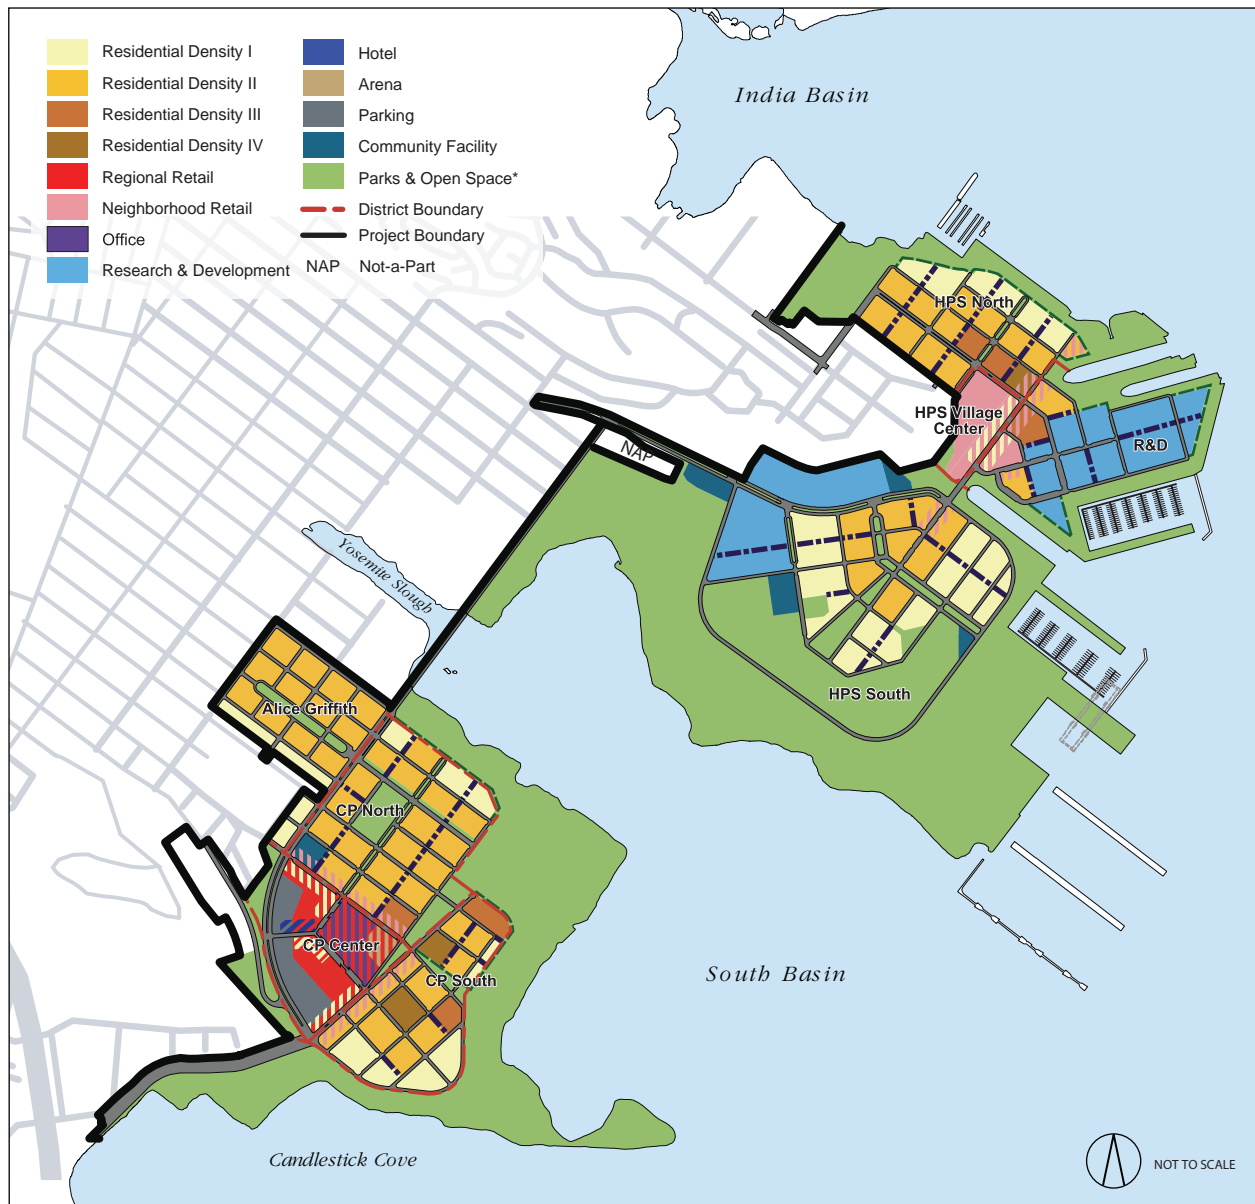 Residential Density I
Residential Density II
Residential Density III
Residential Density IV
Regional Retail
Neighborhood Retail
Office
Research & Development
Hotel
Arena
Parking
Community Facility
Parks & Open Space*
District Boundary
Project Boundary
NAP Not-a-Part
India Basin
HPS North
HPS Village
Center
R&D
NAP
Yosemite Slough
HPS South
Alice Griffith
CP North
CP Center
CP South
South Basin
Candlestick Cove
NOT TO SCALE